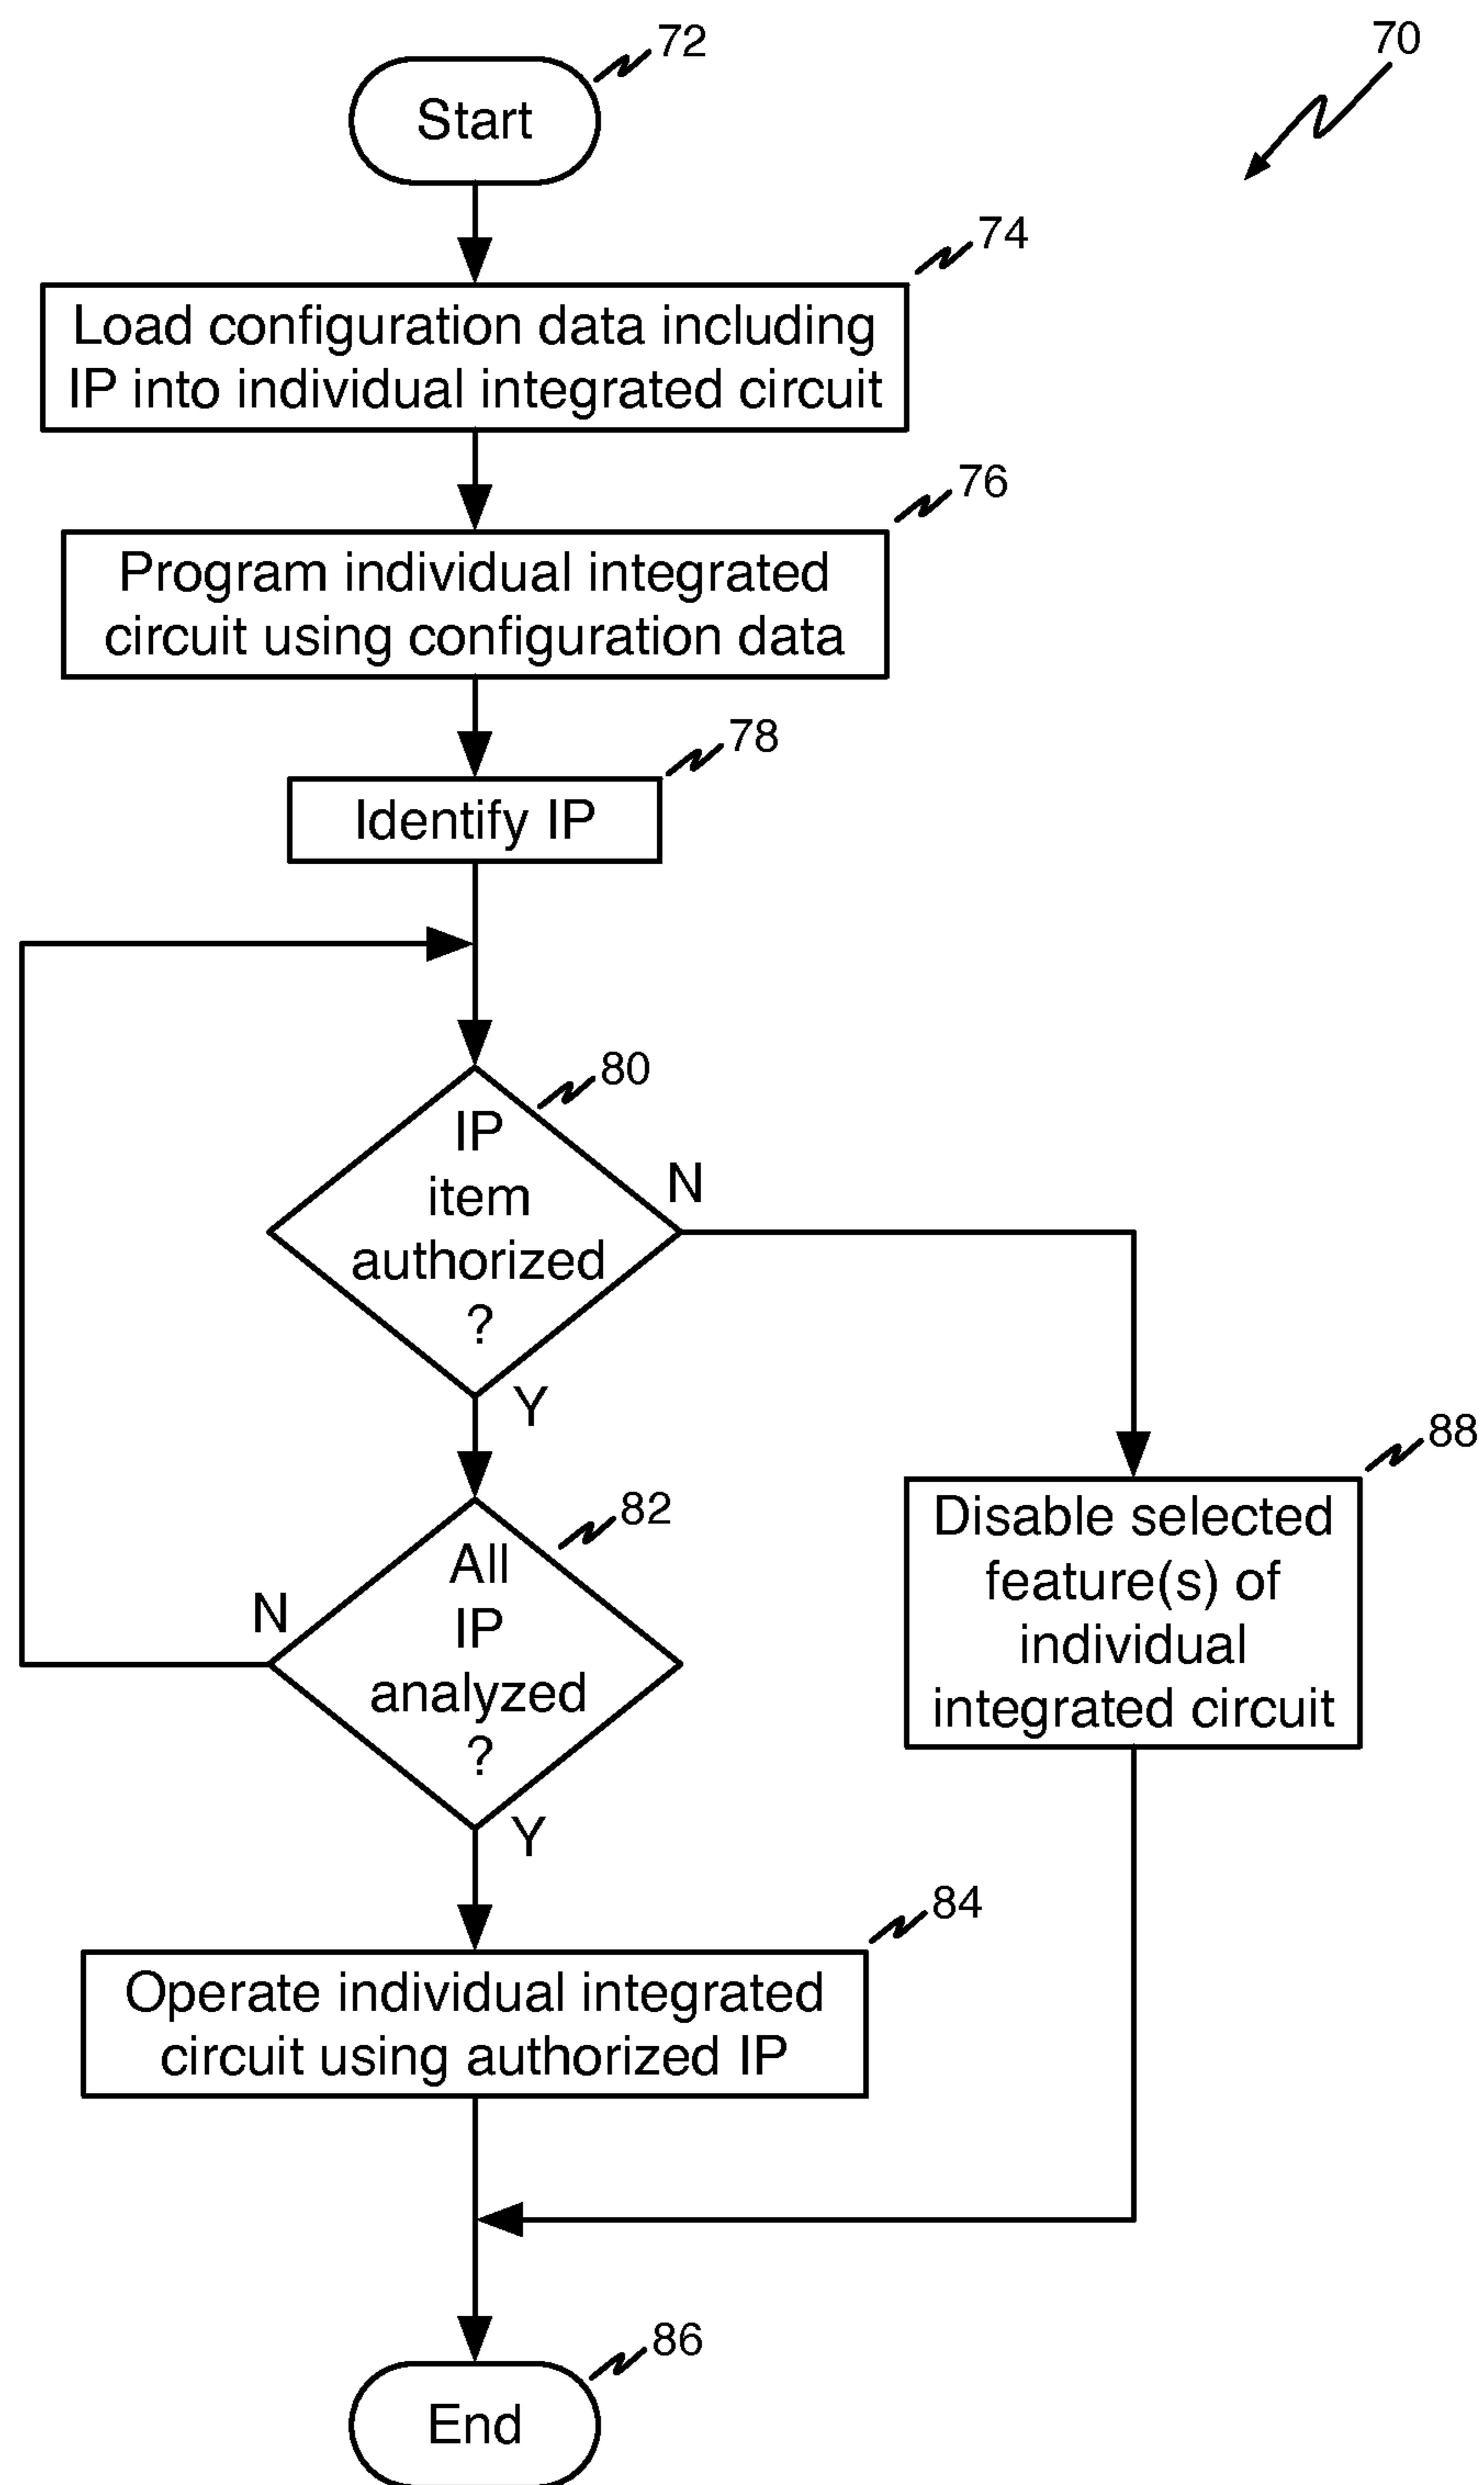 70
72
Start
74
Load configuration data including
IP into individual integrated circuit
76
Program individual integrated
circuit using configuration data
78
Identify IP
80
IP
item
authorized
?
N
Y
82
All
IP
analyzed
?
N
Y
88
Disable selected
feature(s) of
individual
integrated circuit
84
Operate individual integrated
circuit using authorized IP
86
End